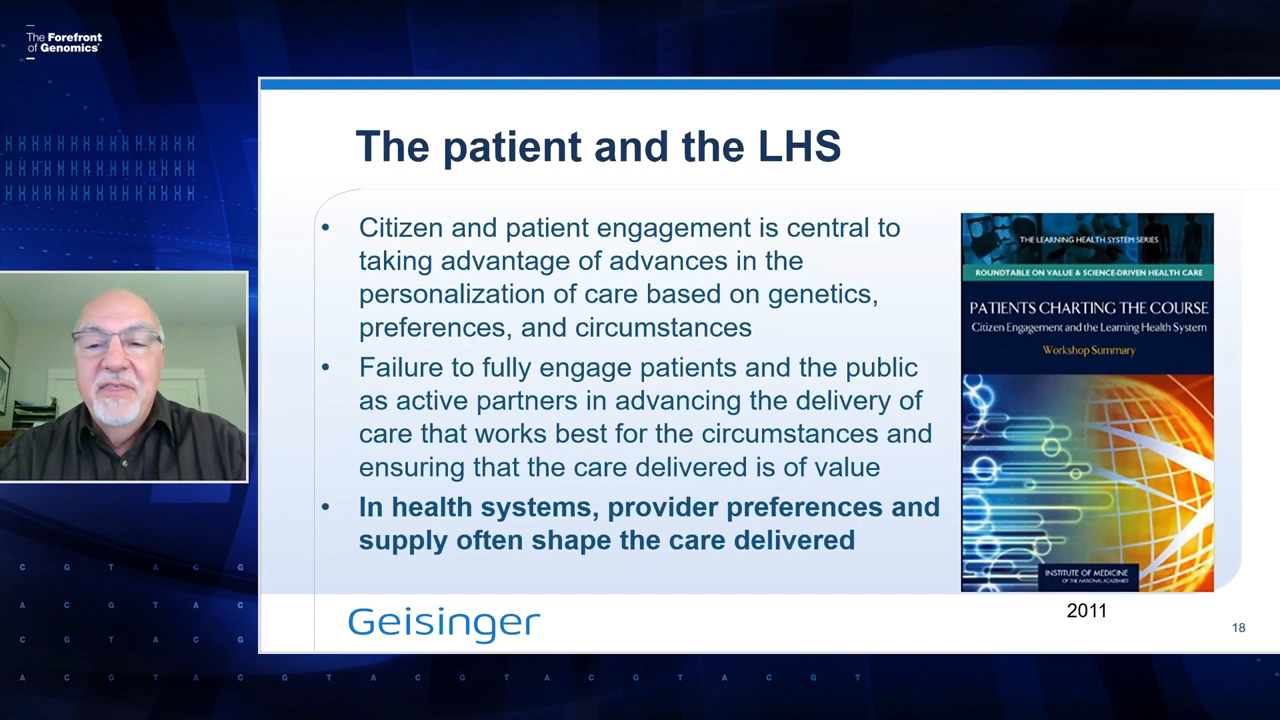 The Forefront
of Genomics®
The patient and the LHS
• Citizen and patient engagement is central to
taking advantage of advances in the
personalization of care based on genetics,
preferences, and circumstances
• Failure to fully engage patients and the public
as active partners in advancing the delivery of
care that works best for the circumstances and
ensuring that the care delivered is of value
• In health systems, provider preferences and
supply often shape the care delivered
THE LEARNING HEALTH SYSTEM SERIES
ROUNDTABLE ON VALUE & SCIENCE-DRIVEN HEALTH CARE
PATIENTS CHARTING THE COURSE
Citizen Engagement and the Learning Health System
Workshop Summary
INSTITUTE OF MEDICINE
OF THE NATIONAL ACADEMIES
2011
Geisinger
18
C G T A C G
A C G T A C
C G T A C G
A C G T A C G T A C G T A C G T A C G T